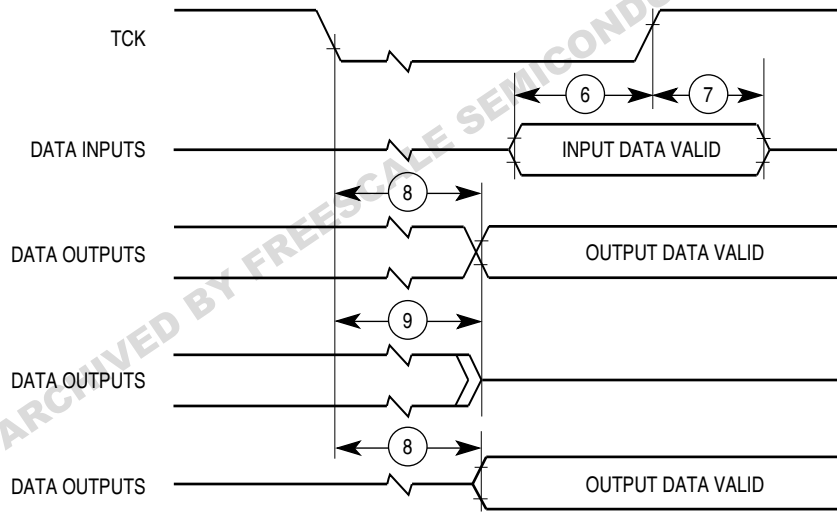 TCK
6
7
DATA INPUTS
INPUT DATA VALID
8
DATA OUTPUTS
OUTPUT DATA VALID
9
DATA OUTPUTS
8
DATA OUTPUTS
OUTPUT DATA VALID
ARCHIVED BY FREESCALE SEMICONDU